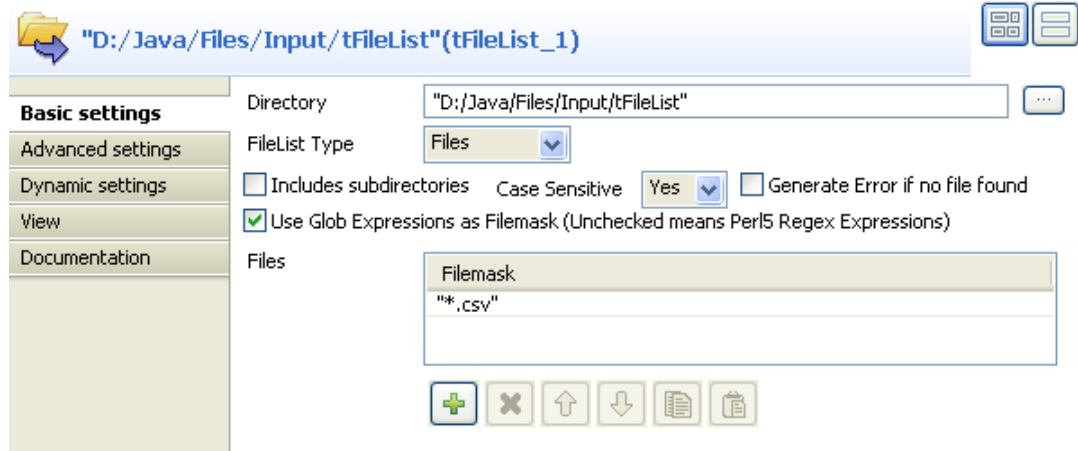 "D:/Java/Files/Input/tFileList"(tFileList_1)
Basic settings
Advanced settings
Dynamic settings
View
Documentation
Directory "D:/Java/Files/Input/tFileList" ...
FileList Type Files
Includes subdirectories Case Sensitive Yes Generate Error if no file found
Use Glob Expressions as Filemask (Unchecked means Perl5 Regex Expressions)
Files Filemask
"*.csv"